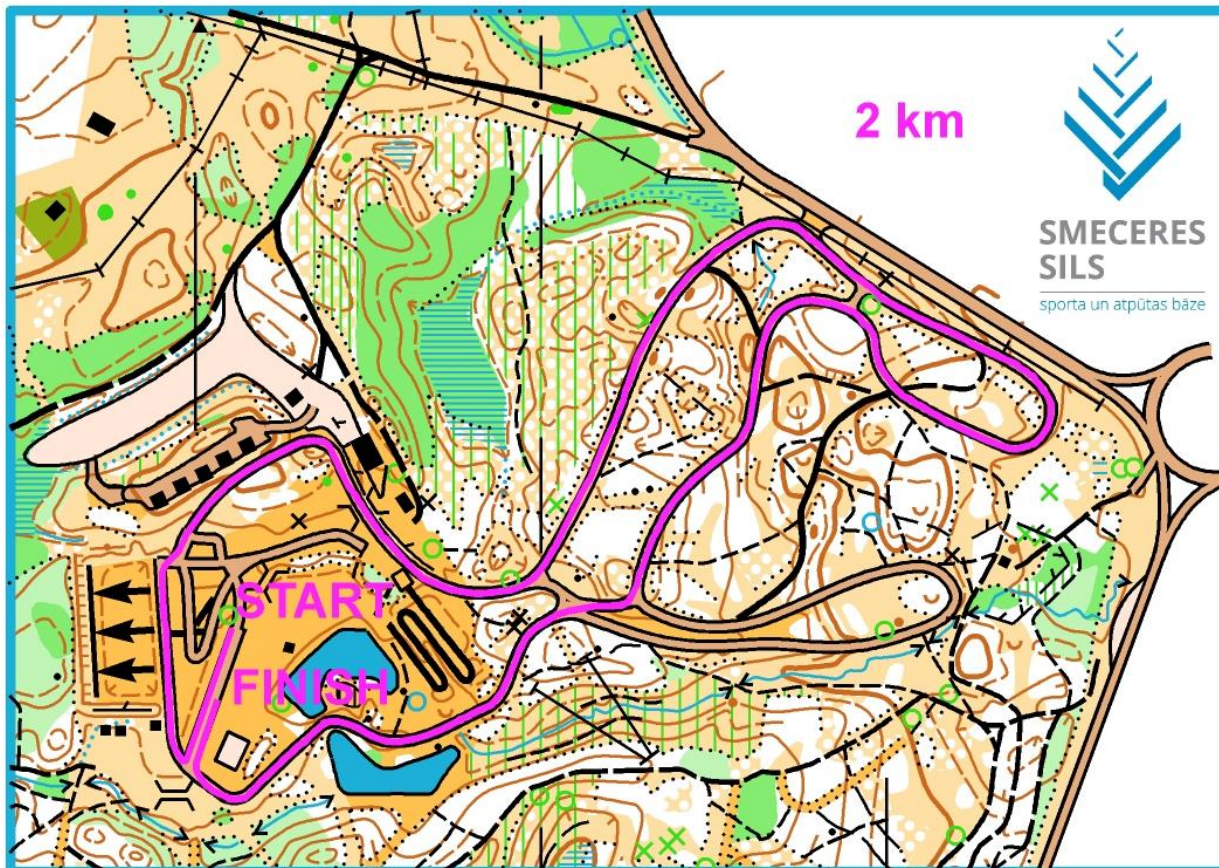 2 km
SMECERES
SILS
sporta un atpūtas bāze
START
FINISH